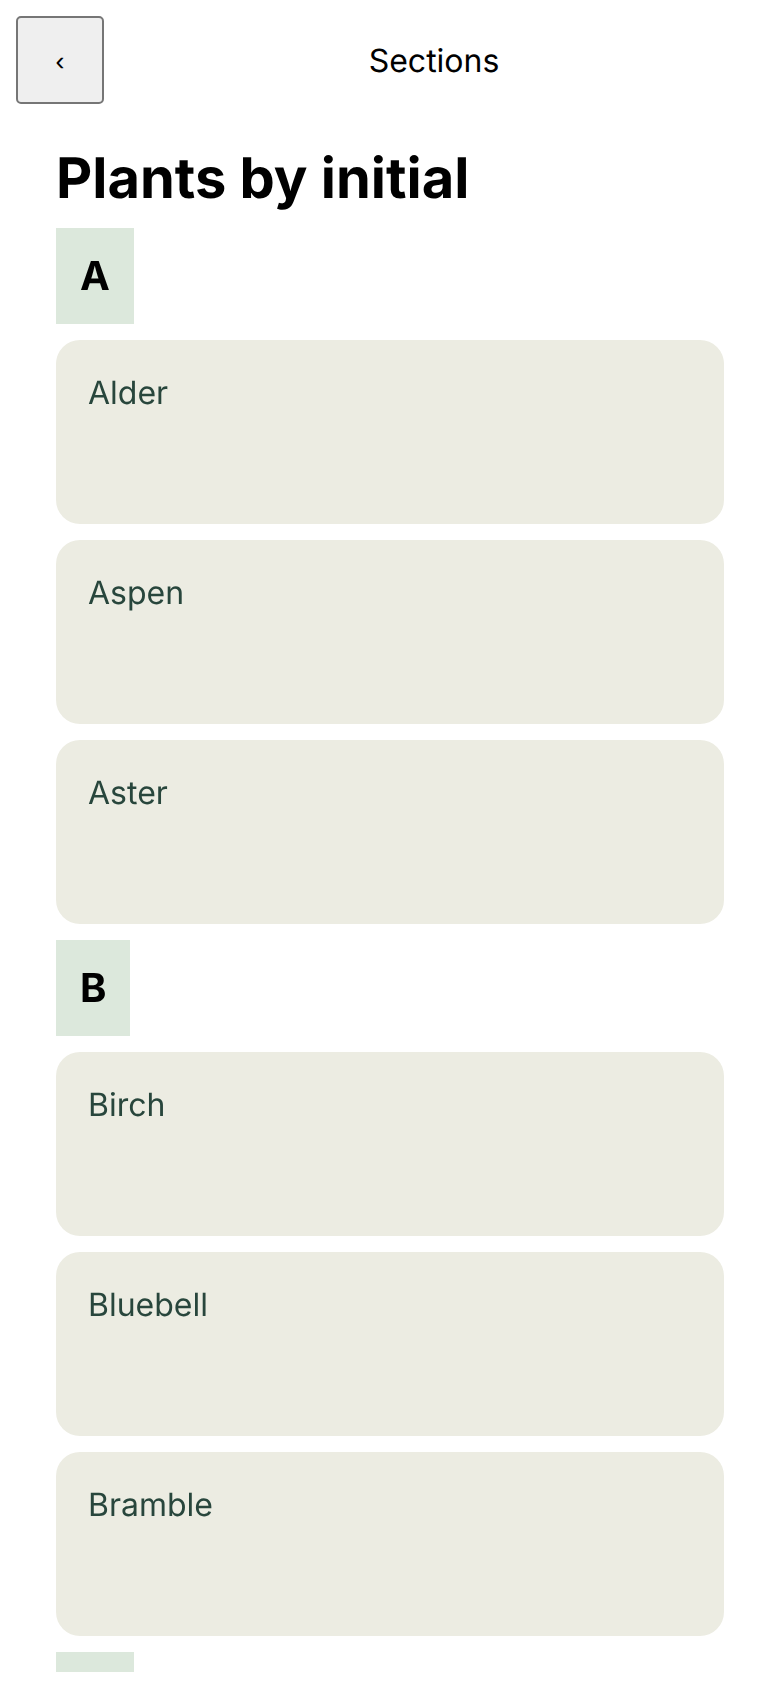 ‹
Sections
Plants by initial
A
Alder
Aspen
Aster
B
Birch
Bluebell
Bramble